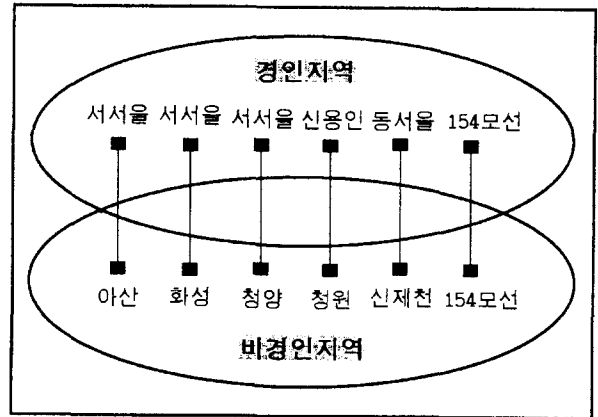 경인지역
서서울 서서울 서서울 신용인 동서울 154모선
아산 화성 청양 청원 신제천 154모선
비경인지역